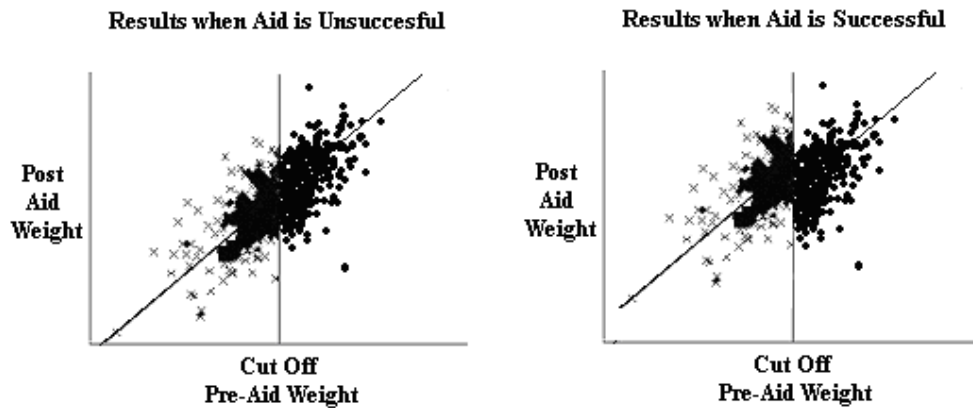 Results when Aid is Unsuccesful
Post
Aid
Weight
Cut Off
Pre-Aid Weight
Results when Aid is Successful
Post
Aid
Weight
Cut Off
Pre-Aid Weight